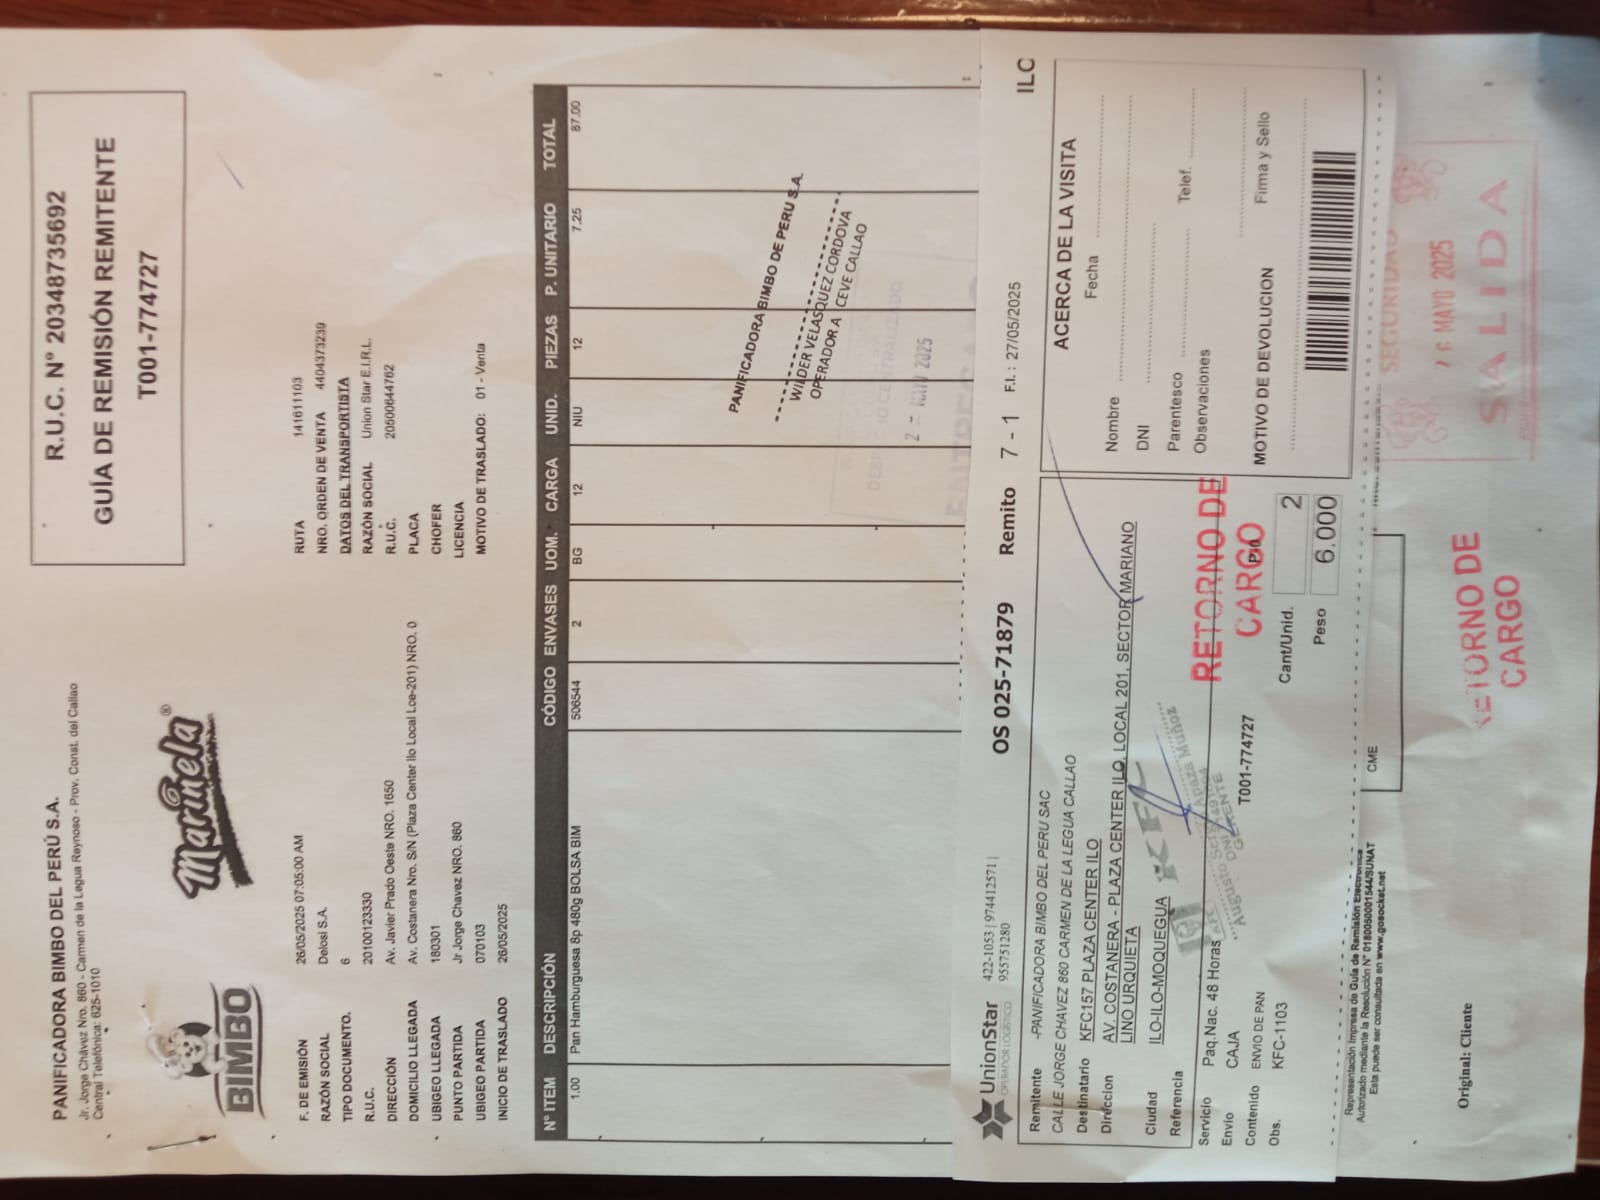 PANIFICADORA BIMBO DEL PERÚ S.A.
Jr. Jorge Chávez Nro. 860 - Carmen de la Legua Reynoso - Prov. Const. del Callao
Central Telefónica: 625-1010
R.U.C. N° 20348735692
GUÍA DE REMISIÓN REMITENTE
T001-774727
BIMBO
Marinela®
F. DE EMISIÓN 26/05/2025 07:05:00 AM
RAZÓN SOCIAL Delosi S.A.
TIPO DOCUMENTO. 6
R.U.C. 20100123330
DIRECCIÓN Av. Javier Prado Oeste NRO. 1650
DOMICILIO LLEGADA Av. Costanera Nro. S/N (Plaza Center Ilo Local Loe-201) NRO. 0
UBIGEO LLEGADA 180301
PUNTO PARTIDA Jr Jorge Chavez NRO. 860
UBIGEO PARTIDA 070103
INICIO DE TRASLADO 26/05/2025
RUTA 141611103
NRO. ORDEN DE VENTA 4404373239
DATOS DEL TRANSPORTISTA
RAZÓN SOCIAL Union Star E.I.R.L.
R.U.C. 20500644762
PLACA
CHOFER
LICENCIA
MOTIVO DE TRASLADO: 01 - Venta
N° ITEM DESCRIPCIÓN CÓDIGO ENVASES UOM. CARGA UNID. PIEZAS P. UNITARIO TOTAL
1.00 Pan Hamburguesa 8p 480g BOLSA BIM 506544 2 BG 12 NIU 12 7.25 87.00
PANIFICADORA BIMBO DE PERU S.A.
WILDER VELASQUEZ CORDOVA
OPERADOR A CEVE CALLAO
DESPACHO CENTRALIZADO
2025
UnionStar
OPERADOR LOGISTICO
422-1053 | 974412571 |
955751280
OS 025-71879 Remito 7 - 1 F.I. : 27/05/2025 ILC
Remitente -PANIFICADORA BIMBO DEL PERU SAC
CALLE JORGE CHAVEZ 860 CARMEN DE LA LEGUA CALLAO
Destinatario KFC157 PLAZA CENTER ILO
Direccion AV. COSTANERA - PLAZA CENTER ILO, LOCAL 201, SECTOR MARIANO
LINO URQUIETA
Ciudad ILO-ILO-MOQUEGUA
Referencia
KFC
Servicio Paq.Nac. 48 Horas
Envio CAJA
Contenido ENVIO DE PAN T001-774727
Obs. KFC-1103
Augusto
Apaza Muñoz
GERENTE
RETORNO DE
CARGO
Cant/Unid. 2
Peso 6.000
ACERCA DE LA VISITA
Fecha
Nombre
DNI
Parentesco Telef.
Observaciones
MOTIVO DE DEVOLUCION Firma y Sello
Representación Impresa de Guía de Remisión Electrónica
Autorizado mediante la Resolución N° 0180050001544/SUNAT
Esta puede ser consultada en www.gosocket.net
CME
SEGURIDAD
26 MAYO 2025
SALIDA
RETORNO DE
CARGO
Original: Cliente